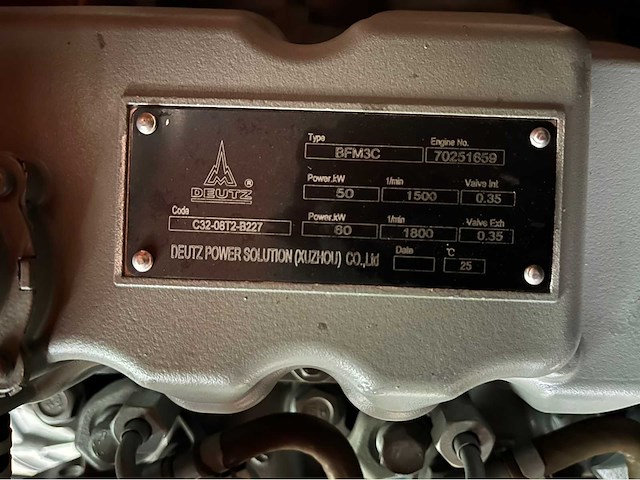 Type Engine No.
BFM3C 70251659
DEUTZ ®
Power.kW 1/min Valve Int
50 1500 0.35
Code
C32-08T2-B227
Power.kW 1/min Valve Exh
60 1800 0.35
DEUTZ POWER SOLUTION (XUZHOU) CO.,Ltd
Date °C
25